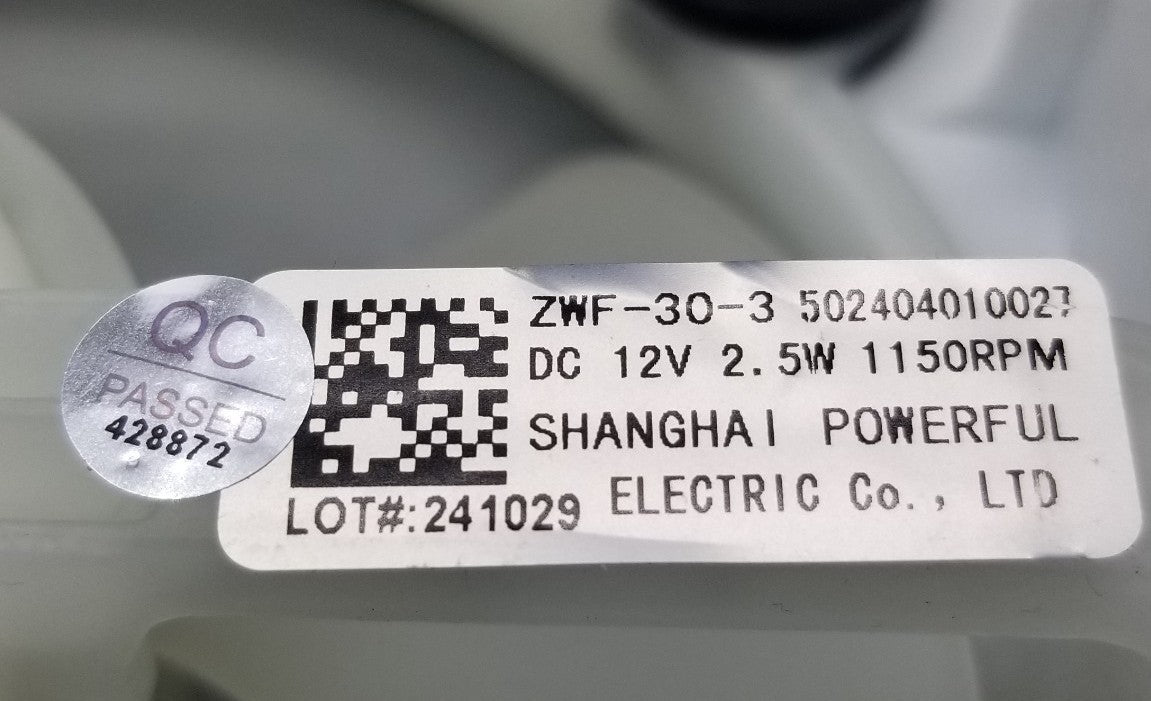 QC
PASSED
428872
ZWF-30-3 502404010027
DC 12V 2.5W 1150RPM
SHANGHAI POWERFUL
ELECTRIC Co., LTD
LOT#:241029